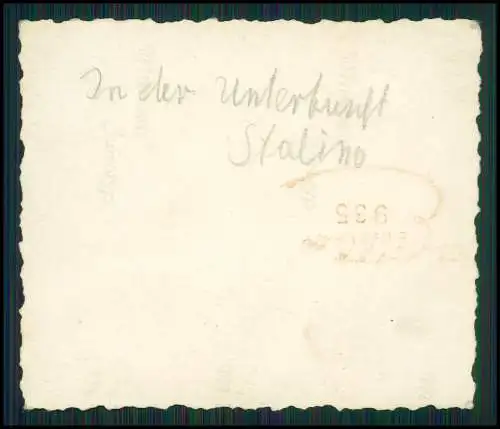 In der Unterkunft
Stalino
935